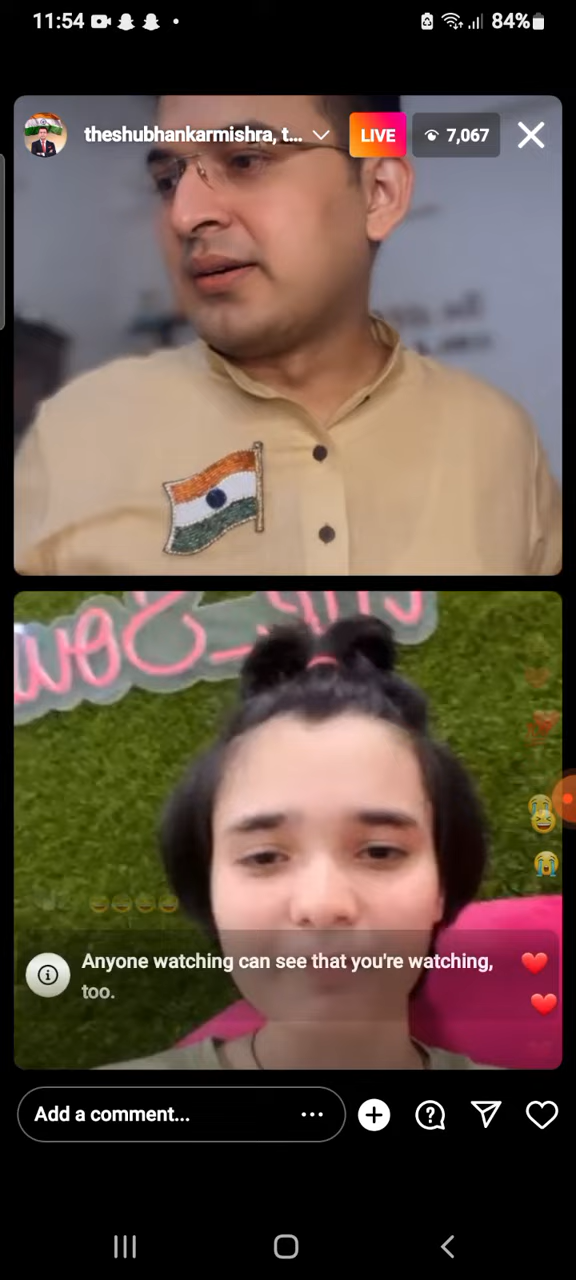 11:54
84%
theshubhankarmishra, t...
LIVE
7,067
Anyone watching can see that you're watching,
too.
Add a comment...